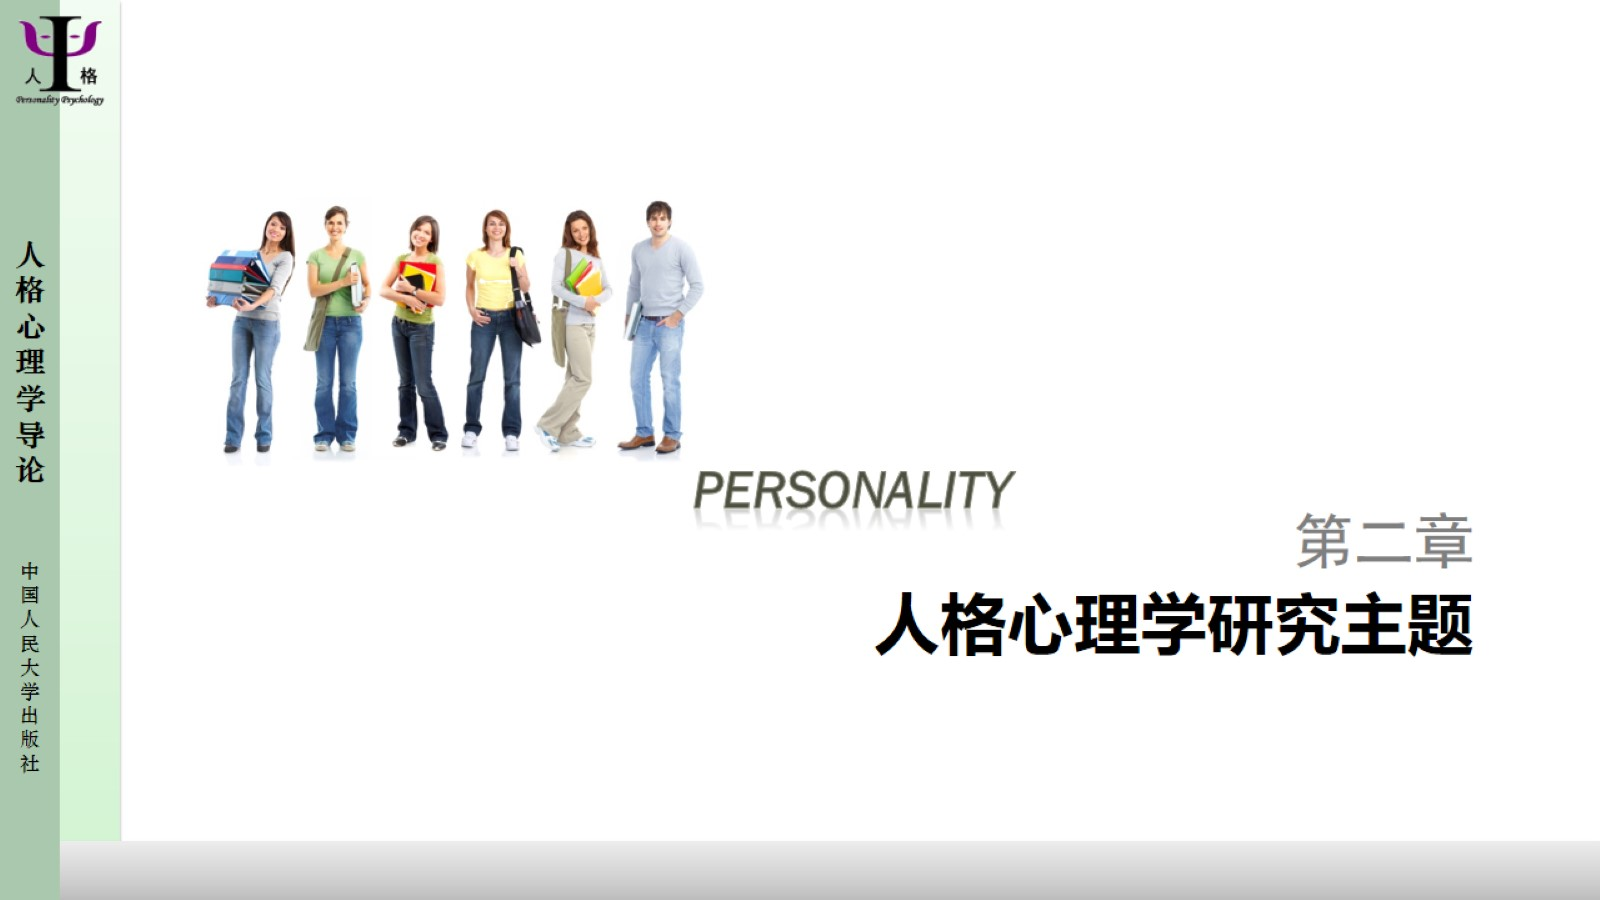 人 格
Personality Psychology
人格心理学导论
中国人民大学出版社
PERSONALITY
第二章
人格心理学研究主题